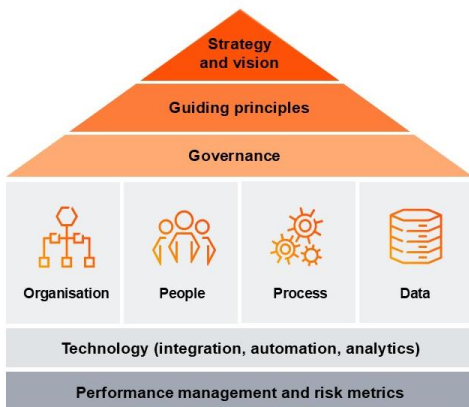 Strategy
and vision
Guiding principles
Governance
Organisation
People
Process
Data
Technology (integration, automation, analytics)
Performance management and risk metrics